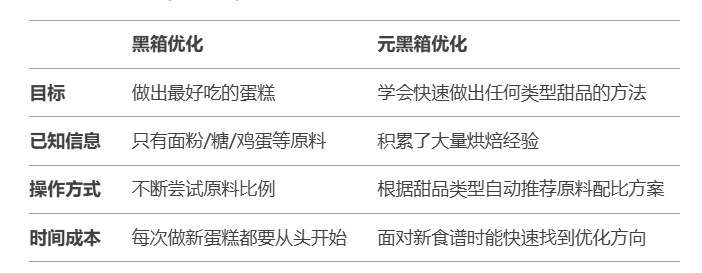 黑箱优化 元黑箱优化
目标 做出最好吃的蛋糕 学会快速做出任何类型甜品的方法
已知信息 只有面粉/糖/鸡蛋等原料 积累了大量烘焙经验
操作方式 不断尝试原料比例 根据甜品类型自动推荐原料配比方案
时间成本 每次做新蛋糕都要从头开始 面对新食谱时能快速找到优化方向